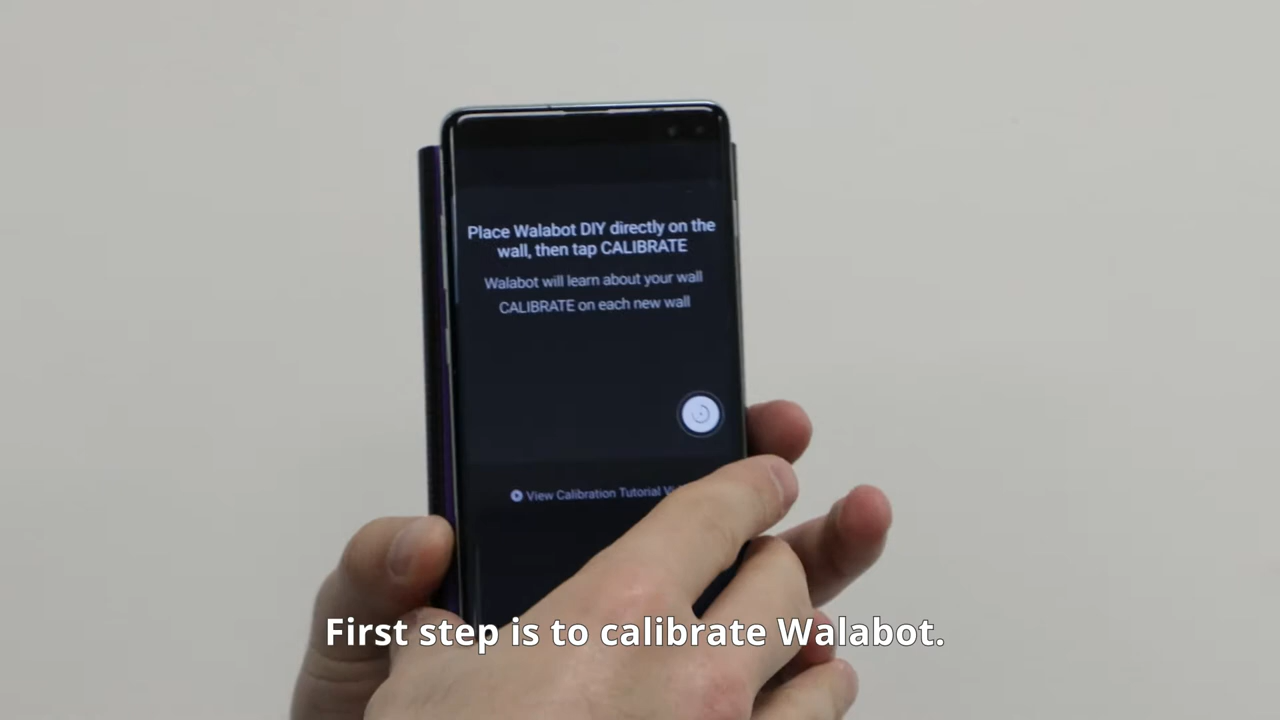 Place Walabot DIY directly on the
wall, then tap CALIBRATE
Walabot will learn about your wall
CALIBRATE on each new wall
View Calibration Tutorial
First step is to calibrate Walabot.